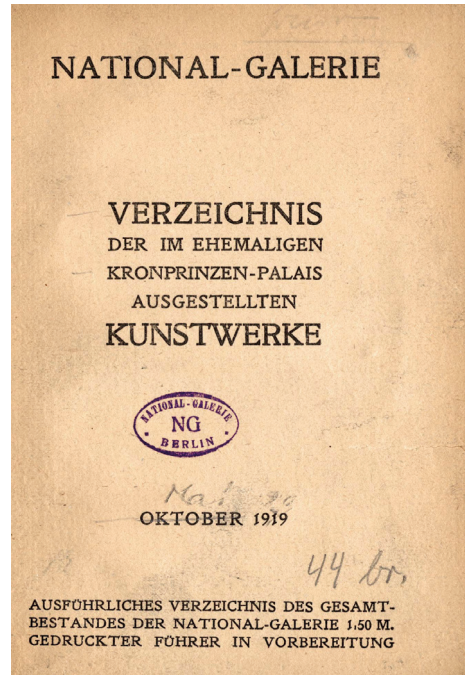 NATIONAL-GALERIE
VERZEICHNIS
DER IM EHEMALIGEN
KRONPRINZEN-PALAIS
AUSGESTELLTEN
KUNSTWERKE
NATIONAL-GALERIE
NG
BERLIN
OKTOBER 1919
44 br.
AUSFÜHRLICHES VERZEICHNIS DES GESAMT-
BESTANDES DER NATIONAL-GALERIE 1,50 M.
GEDRUCKTER FÜHRER IN VORBEREITUNG